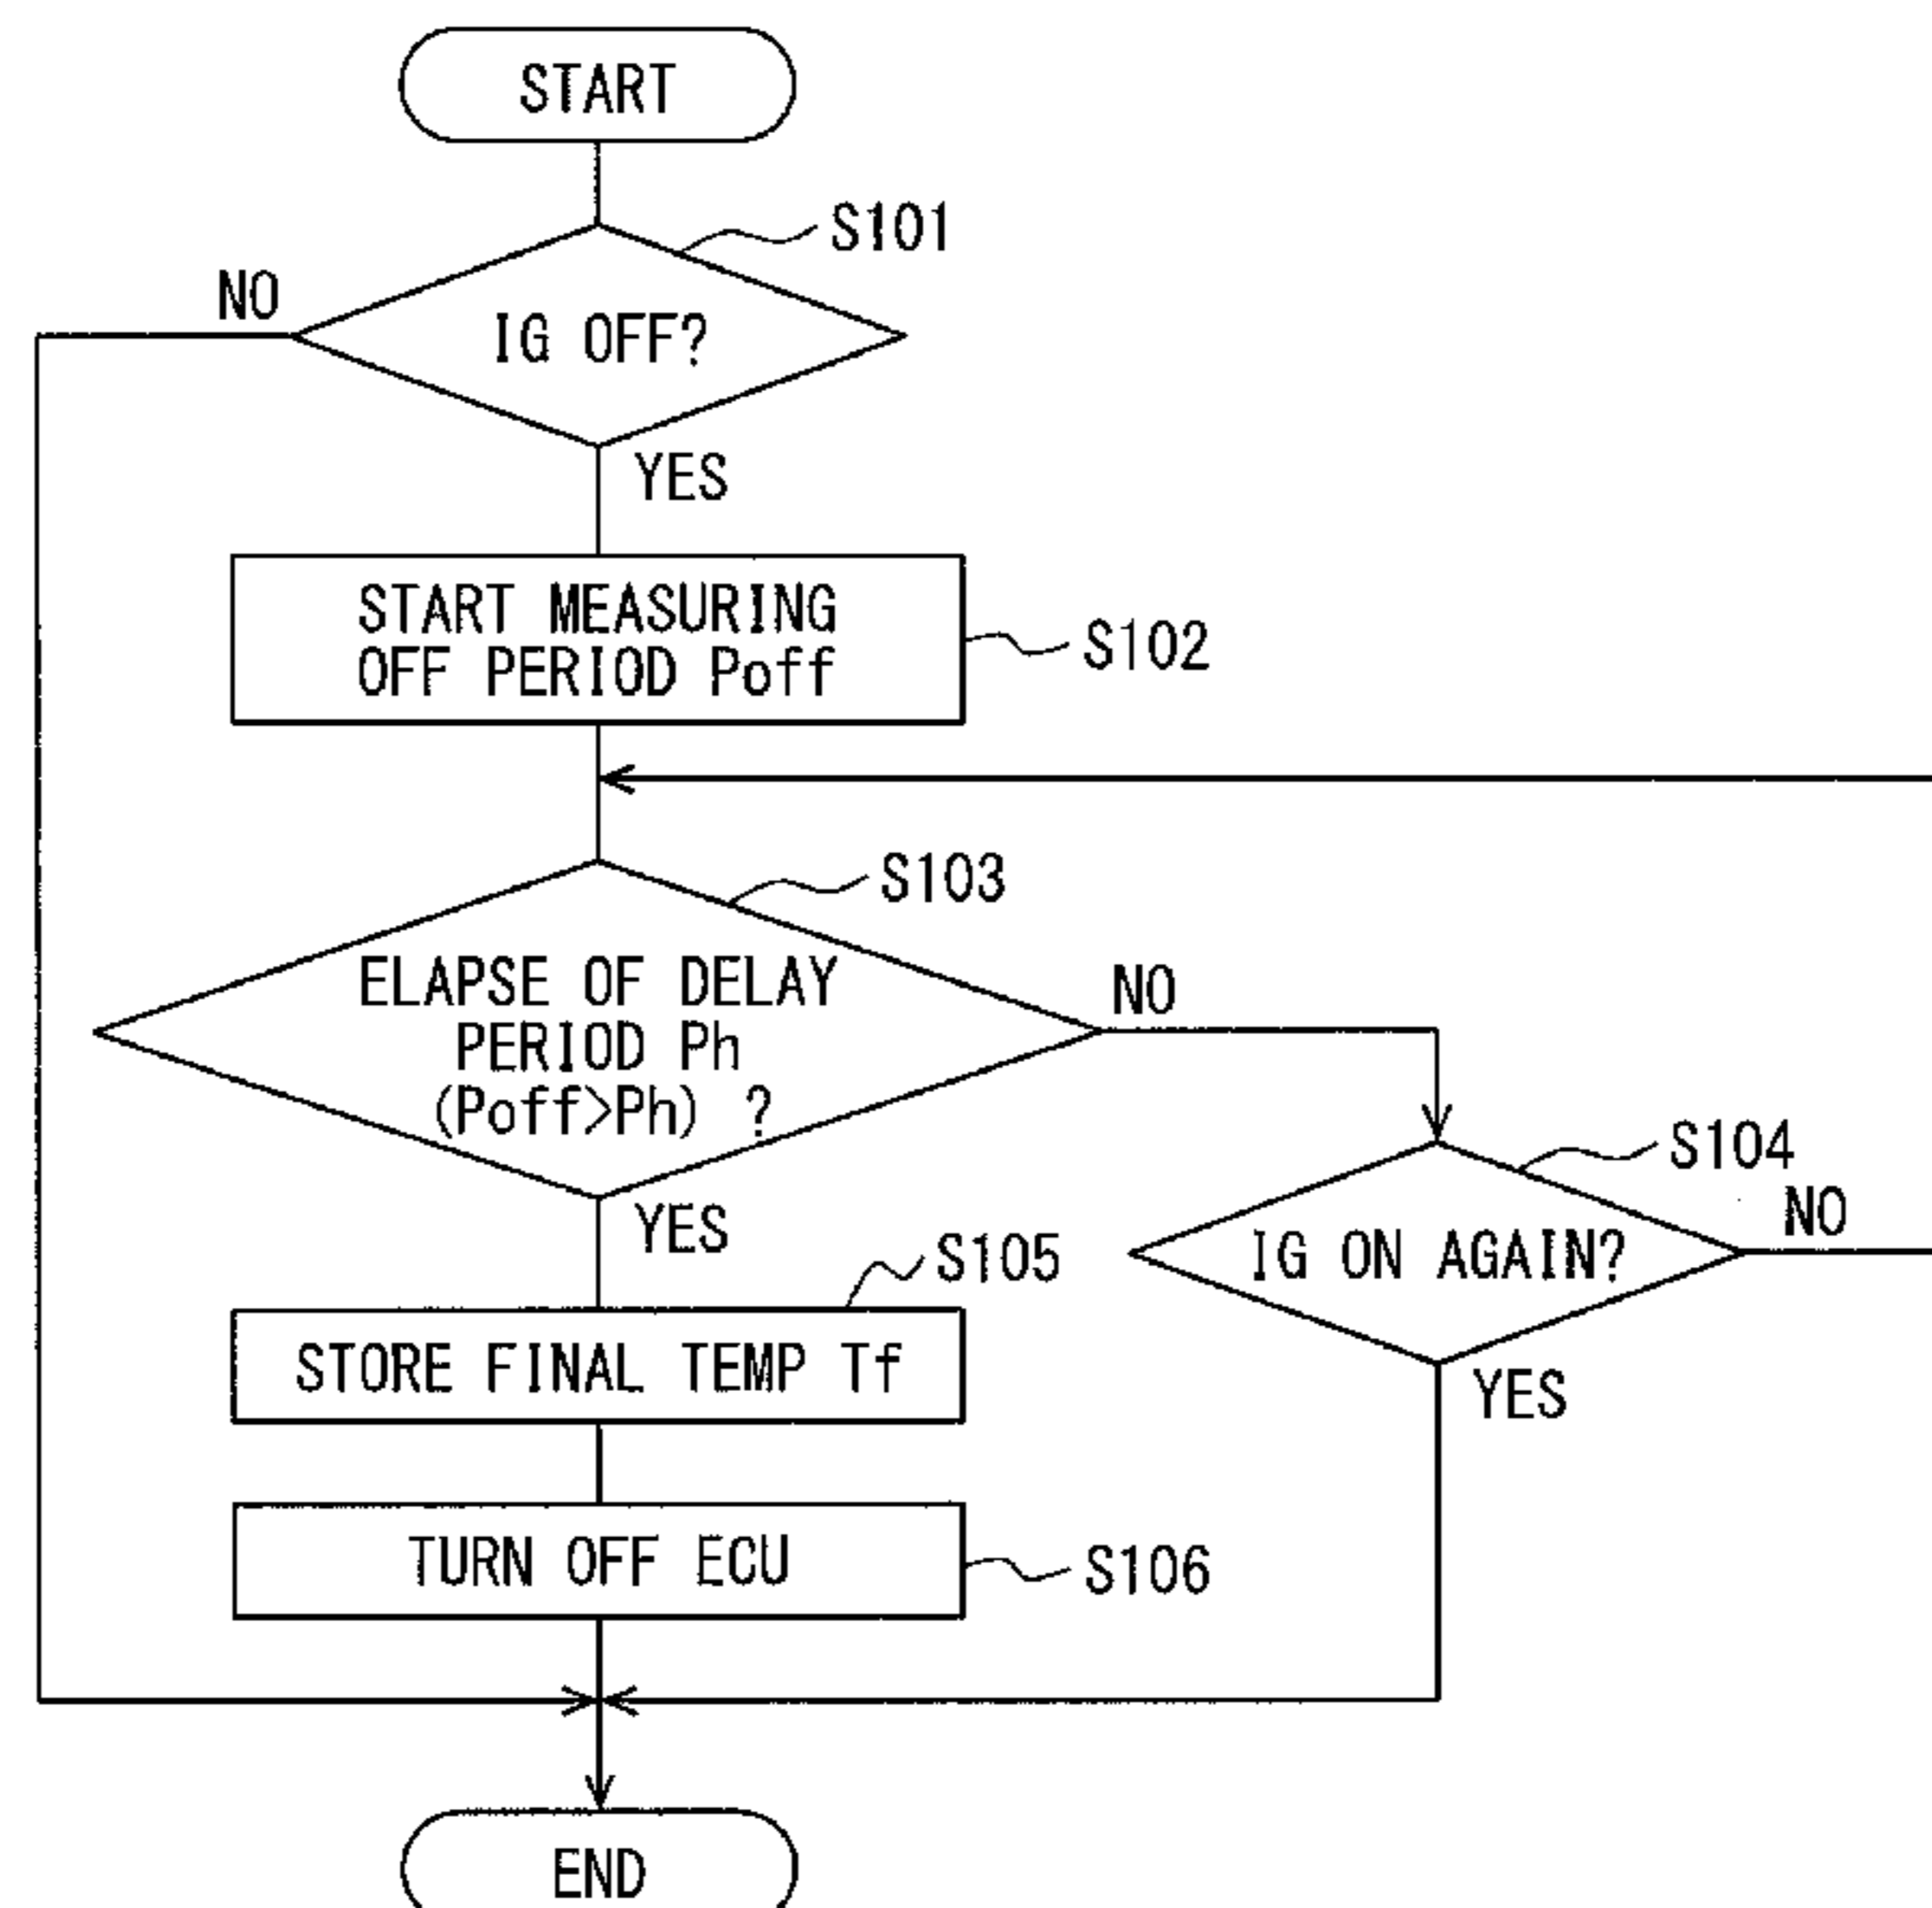 START
S101
NO
IG OFF?
YES
START MEASURING
OFF PERIOD Poff
S102
S103
ELAPSE OF DELAY
PERIOD Ph
(Poff>Ph) ?
NO
YES
S104
IG ON AGAIN?
NO
YES
S105
STORE FINAL TEMP Tf
TURN OFF ECU
S106
END